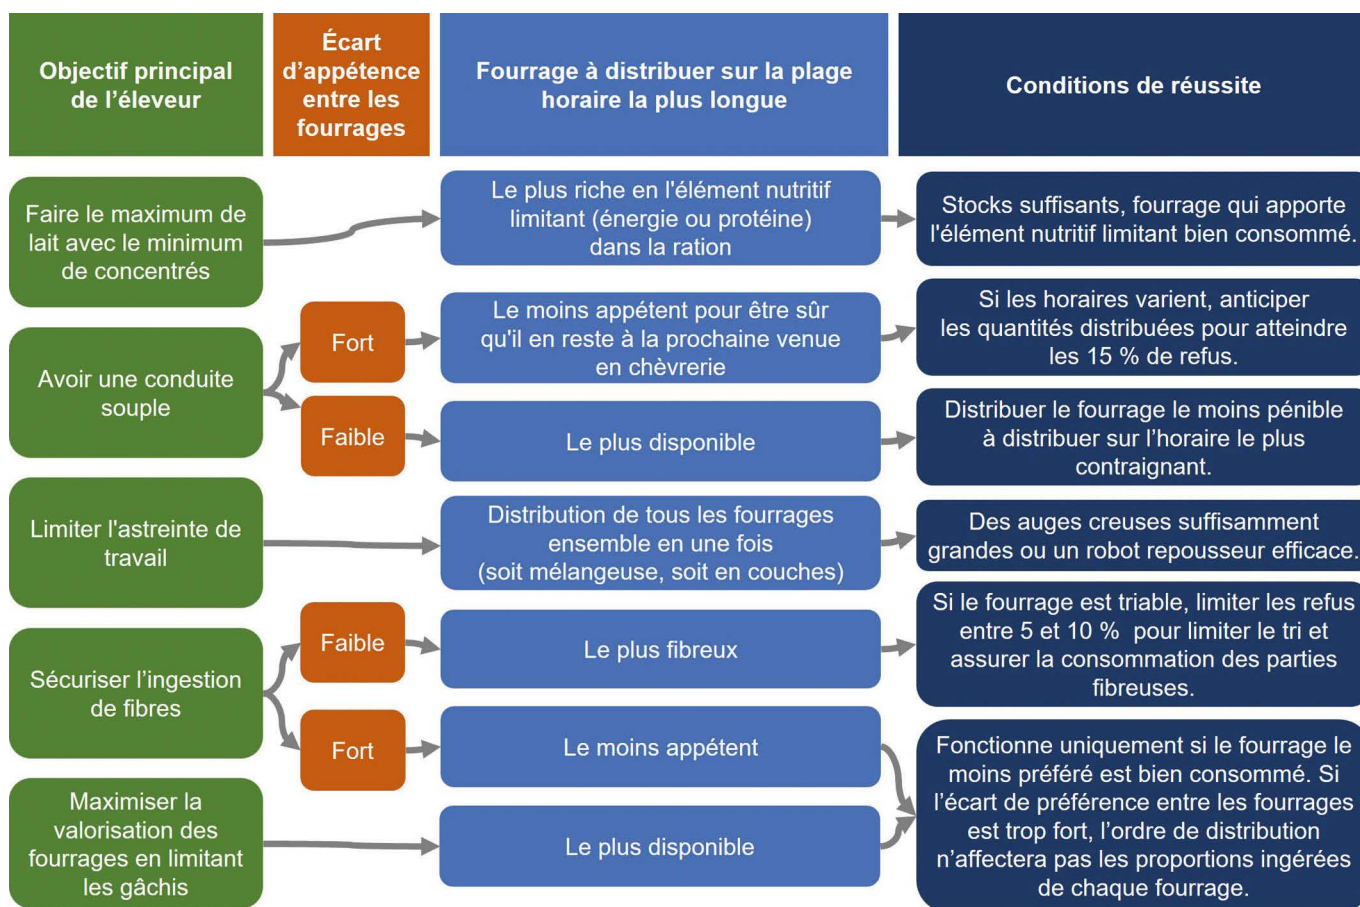 Objectif principal
de l’éleveur
Écart
d’appétence
entre les
fourrages
Fourrage à distribuer sur la plage
horaire la plus longue
Conditions de réussite
Faire le maximum de
lait avec le minimum
de concentrés
Le plus riche en l'élément nutritif
limitant (énergie ou protéine)
dans la ration
Stocks suffisants, fourrage qui apporte
l'élément nutritif limitant bien consommé.
Avoir une conduite
souple
Fort
Le moins appétent pour être sûr
qu'il en reste à la prochaine venue
en chèvrerie
Si les horaires varient, anticiper
les quantités distribuées pour atteindre
les 15 % de refus.
Faible
Le plus disponible
Distribuer le fourrage le moins pénible
à distribuer sur l’horaire le plus
contraignant.
Limiter l'astreinte de
travail
Distribution de tous les fourrages
ensemble en une fois
(soit mélangeuse, soit en couches)
Des auges creuses suffisamment
grandes ou un robot repousseur efficace.
Sécuriser l’ingestion
de fibres
Faible
Le plus fibreux
Si le fourrage est triable, limiter les refus
entre 5 et 10 % pour limiter le tri et
assurer la consommation des parties
fibreuses.
Fort
Le moins appétent
Maximiser la
valorisation des
fourrages en limitant
les gâchis
Le plus disponible
Fonctionne uniquement si le fourrage le
moins préféré est bien consommé. Si
l’écart de préférence entre les fourrages
est trop fort, l’ordre de distribution
n’affectera pas les proportions ingérées
de chaque fourrage.